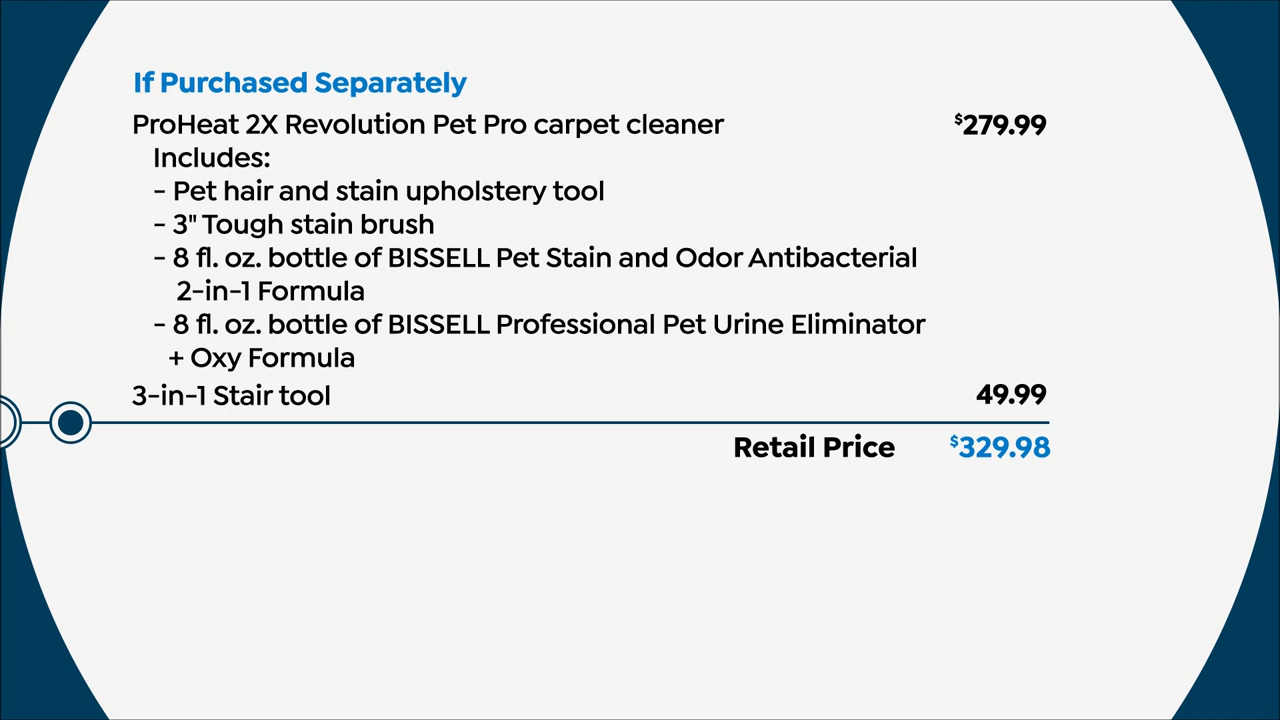 If Purchased Separately
ProHeat 2X Revolution Pet Pro carpet cleaner $279.99
Includes:
- Pet hair and stain upholstery tool
- 3" Tough stain brush
- 8 fl. oz. bottle of BISSELL Pet Stain and Odor Antibacterial
2-in-1 Formula
- 8 fl. oz. bottle of BISSELL Professional Pet Urine Eliminator
+ Oxy Formula
3-in-1 Stair tool 49.99
Retail Price $329.98